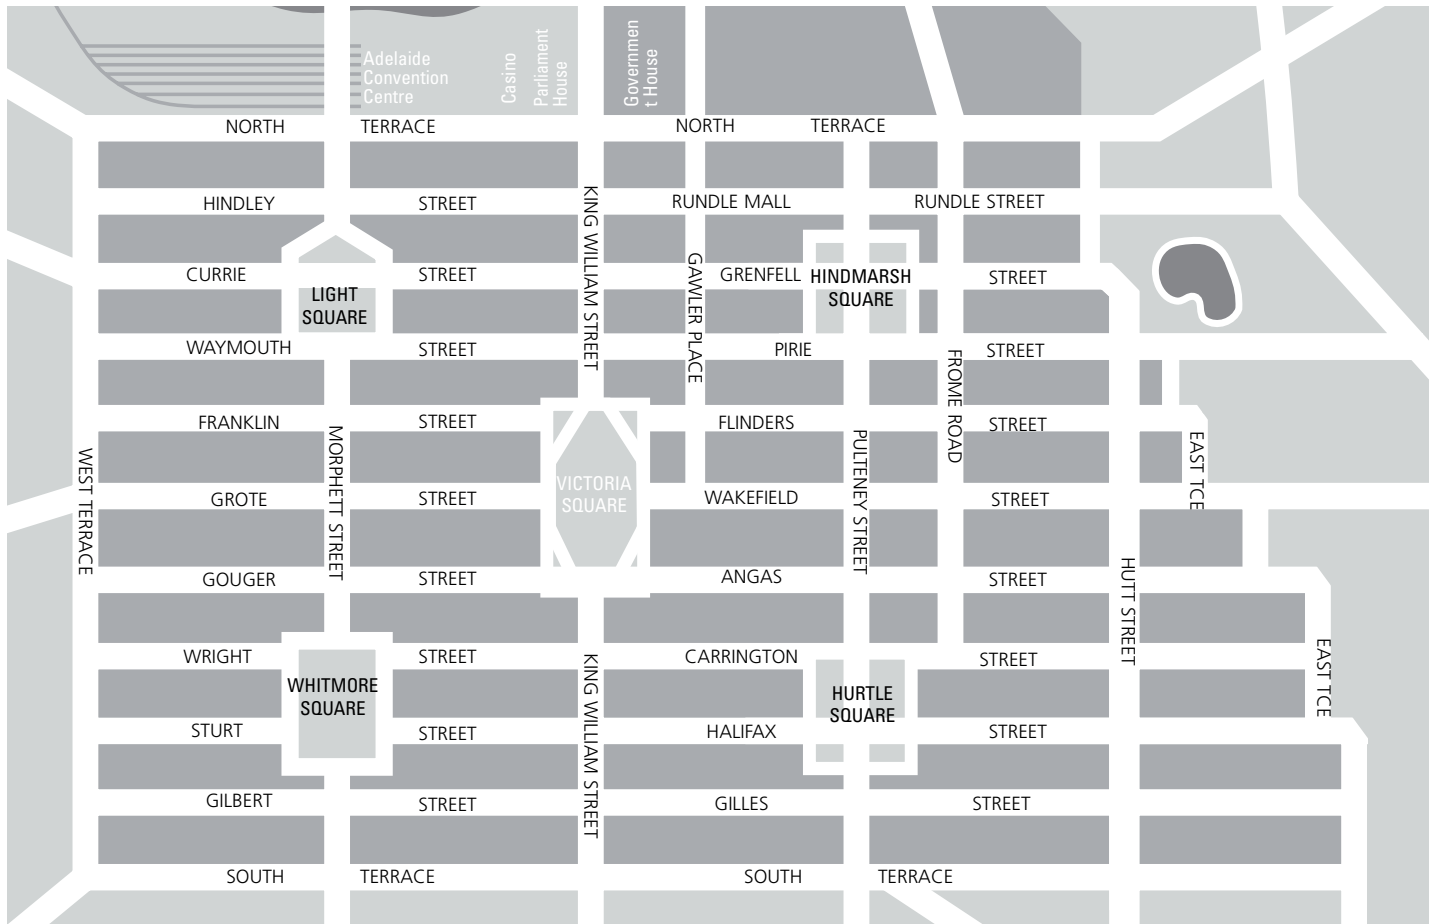 Adelaide
Convention
Centre
Casino
Parliament
House
Governmen
t House
NORTH TERRACE
NORTH TERRACE
HINDLEY STREET
RUNDLE MALL
RUNDLE STREET
KING WILLIAM STREET
GAWLER PLACE
CURRIE STREET
GRENFELL STREET
HINDMARSH
SQUARE
LIGHT
SQUARE
WAYMOUTH STREET
PIRIE STREET
FROME ROAD
FRANKLIN STREET
FLINDERS STREET
WEST TERRACE
MORPHETT STREET
PULTENEY STREET
EAST TCE
VICTORIA
SQUARE
GROTE STREET
WAKEFIELD STREET
GOUGER STREET
ANGAS STREET
HUTT STREET
WRIGHT STREET
CARRINGTON STREET
EAST TCE
KING WILLIAM STREET
WHITMORE
SQUARE
HURTLE
SQUARE
STURT STREET
HALIFAX STREET
GILBERT STREET
GILLES STREET
SOUTH TERRACE
SOUTH TERRACE